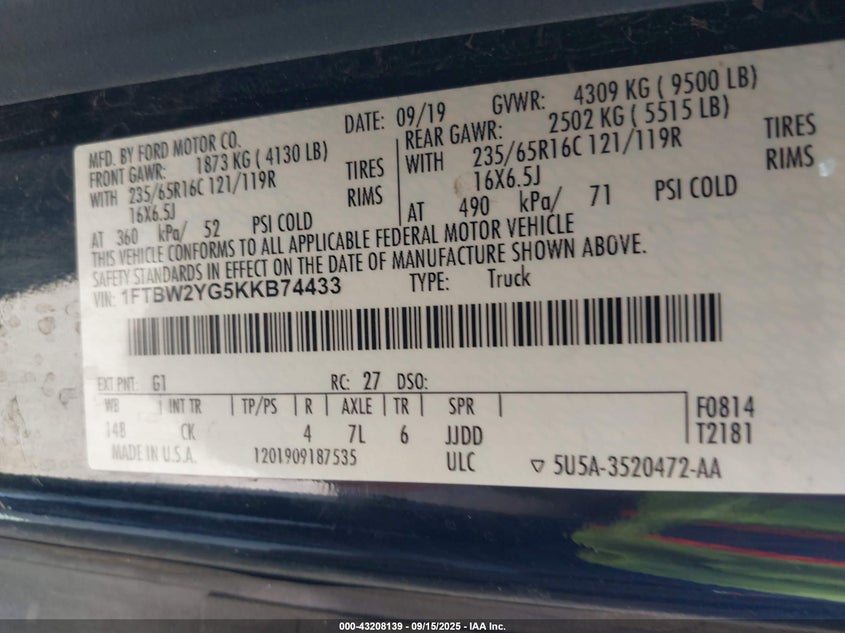 MFD. BY FORD MOTOR CO. DATE: 09/19 GVWR: 4309 KG ( 9500 LB)
FRONT GAWR: 1873 KG ( 4130 LB) REAR GAWR: 2502 KG ( 5515 LB)
WITH 235/65R16C 121/119R TIRES WITH 235/65R16C 121/119R TIRES
16X6.5J RIMS 16X6.5J RIMS
AT 360 kPa/ 52 PSI COLD AT 490 kPa/ 71 PSI COLD
THIS VEHICLE CONFORMS TO ALL APPLICABLE FEDERAL MOTOR VEHICLE
SAFETY STANDARDS IN EFFECT ON THE DATE OF MANUFACTURE SHOWN ABOVE.
VIN: 1FTBW2YG5KKB74433 TYPE: Truck
EXT PNT: G1 RC: 27 DSO:
WB INT TR TP/PS R AXLE TR SPR F0814
148 CK 4 7L 6 JJDD T2181
MADE IN U.S.A. 1201909187535 ULC ▽ 5U5A-3520472-AA
000-43208139 - 09/15/2025 - IAA Inc.